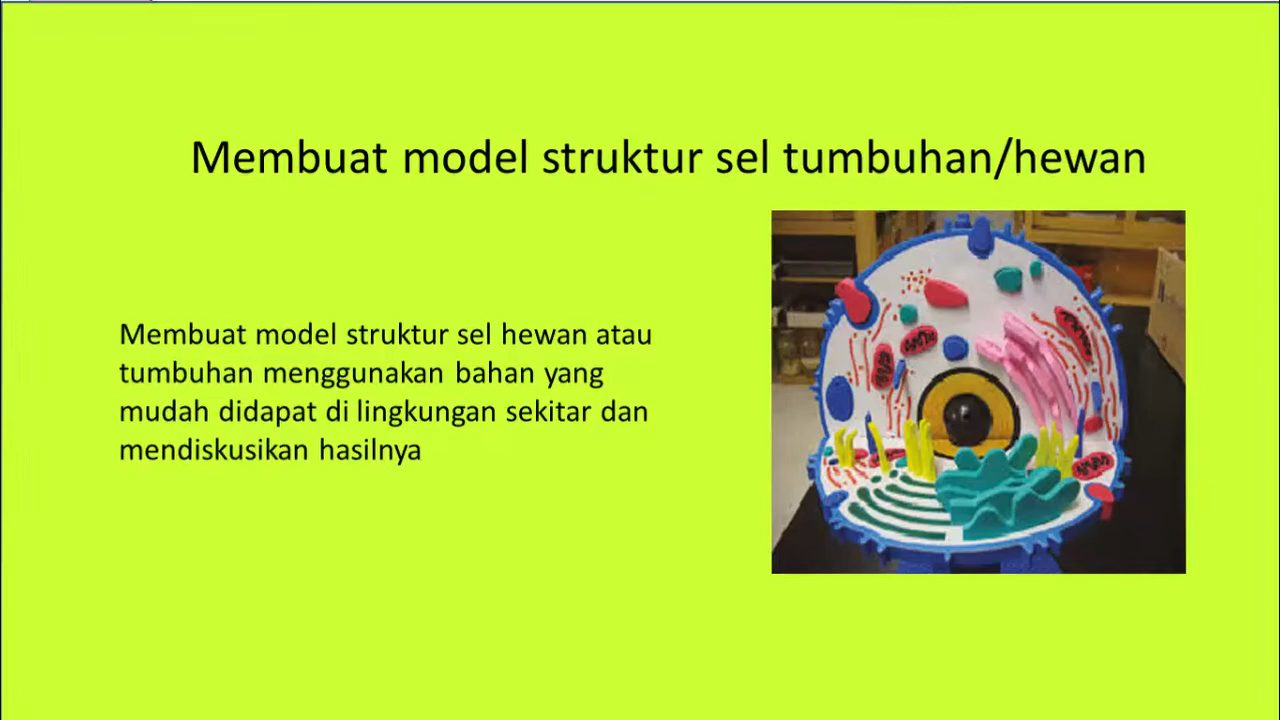 Membuat model struktur sel tumbuhan/hewan
Membuat model struktur sel hewan atau
tumbuhan menggunakan bahan yang
mudah didapat di lingkungan sekitar dan
mendiskusikan hasilnya